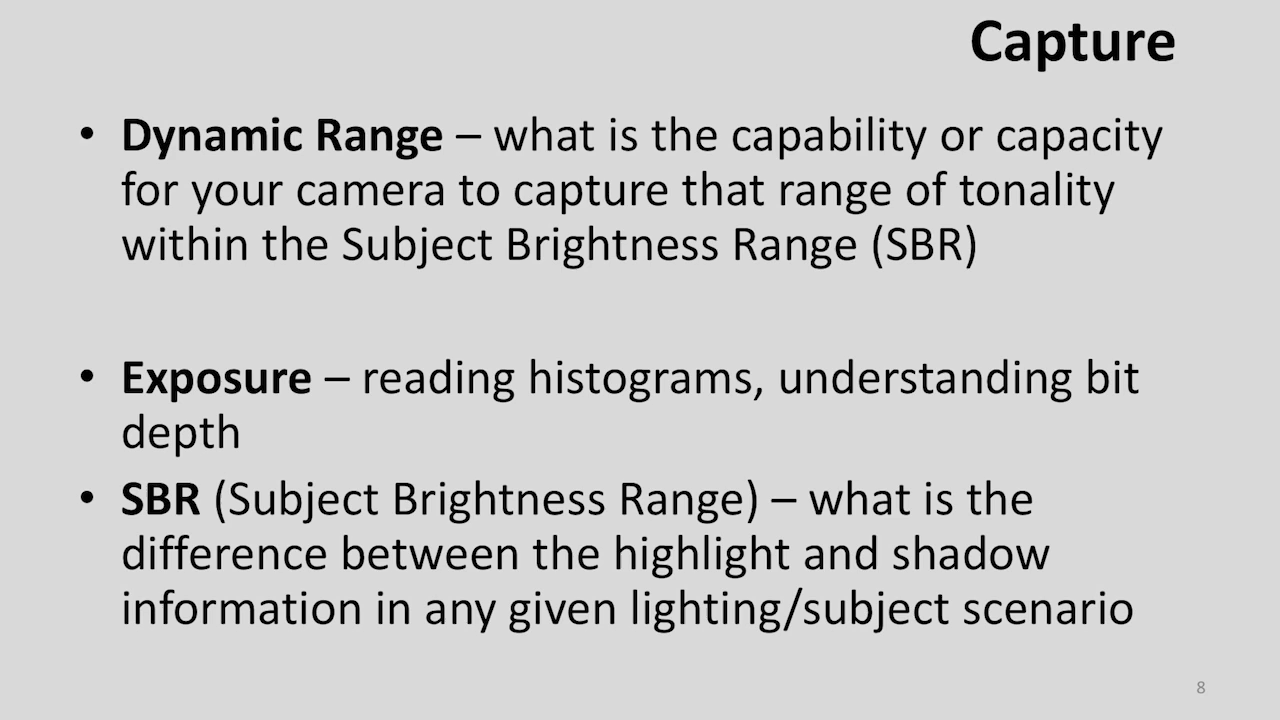 Capture
• Dynamic Range – what is the capability or capacity
for your camera to capture that range of tonality
within the Subject Brightness Range (SBR)
• Exposure – reading histograms, understanding bit
depth
• SBR (Subject Brightness Range) – what is the
difference between the highlight and shadow
information in any given lighting/subject scenario
8